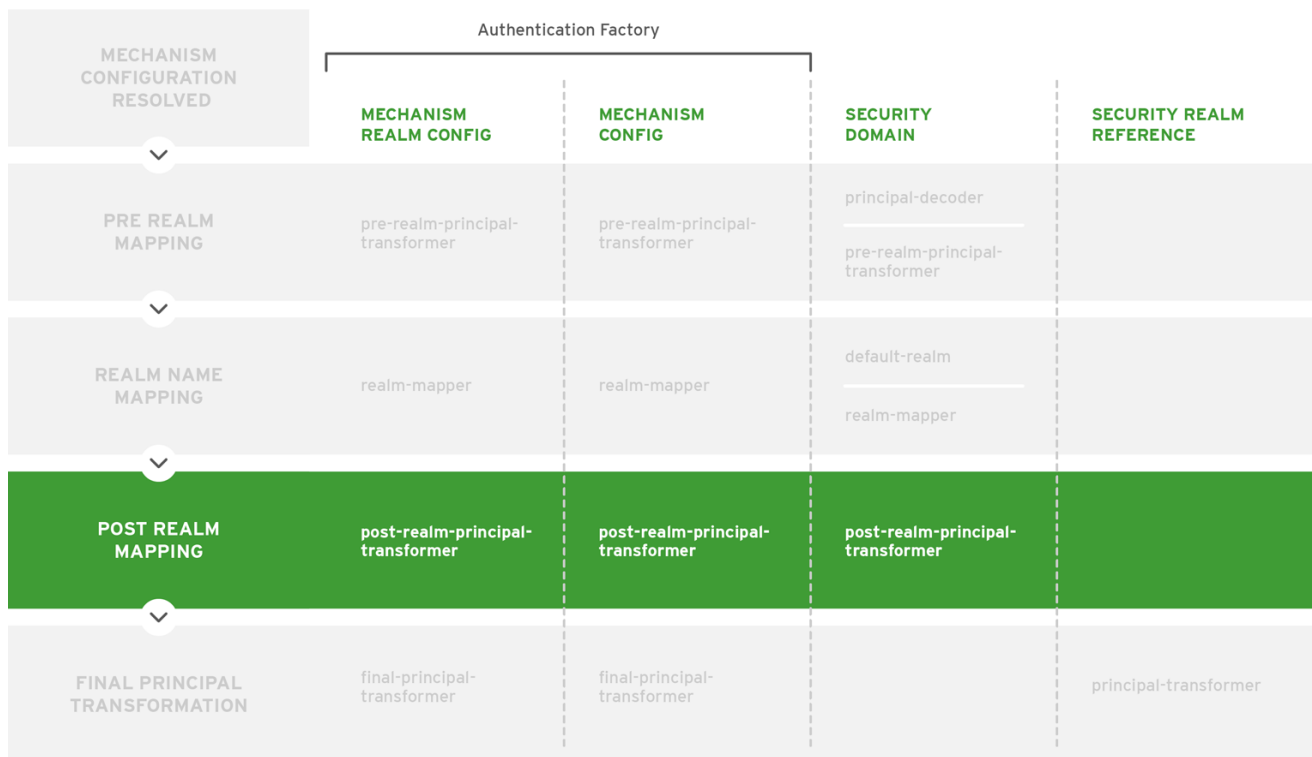 Authentication Factory
MECHANISM
CONFIGURATION
RESOLVED
MECHANISM
REALM CONFIG
MECHANISM
CONFIG
SECURITY
DOMAIN
SECURITY REALM
REFERENCE
PRE REALM
MAPPING
pre-realm-principal-
transformer
pre-realm-principal-
transformer
principal-decoder
pre-realm-principal-
transformer
REALM NAME
MAPPING
realm-mapper
realm-mapper
default-realm
realm-mapper
POST REALM
MAPPING
post-realm-principal-
transformer
post-realm-principal-
transformer
post-realm-principal-
transformer
FINAL PRINCIPAL
TRANSFORMATION
final-principal-
transformer
final-principal-
transformer
principal-transformer